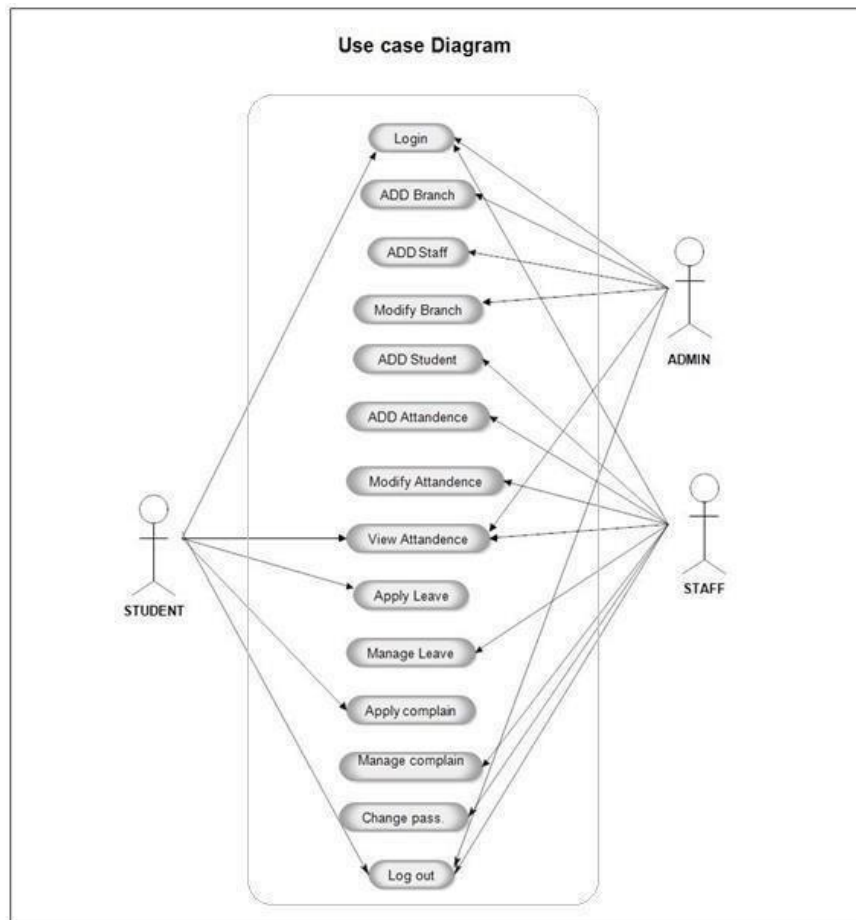 Use case Diagram
Login
ADD Branch
ADD Staff
Modify Branch
ADD Student
ADD Attandence
Modify Attandence
View Attandence
Apply Leave
Manage Leave
Apply complain
Manage complain
Change pass.
Log out
STUDENT
ADMIN
STAFF